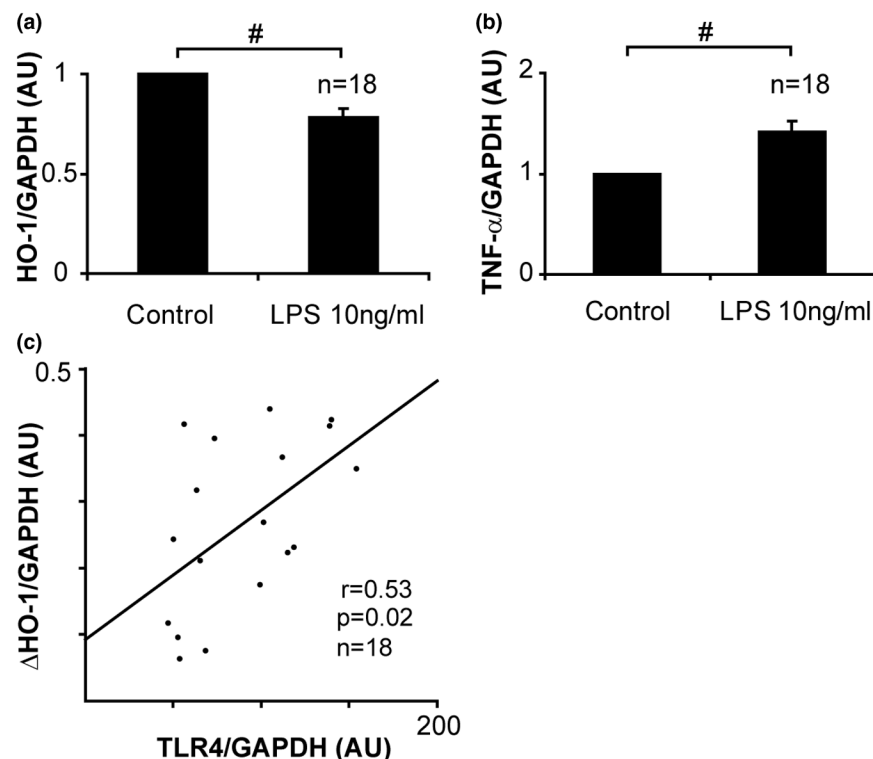 (a)
#
HO-1/GAPDH (AU)
1
0.5
0
n=18
Control
LPS 10ng/ml
(b)
#
TNF-α/GAPDH (AU)
2
1
0
n=18
Control
LPS 10ng/ml
(c)
0.5
ΔHO-1/GAPDH (AU)
r=0.53
p=0.02
n=18
200
TLR4/GAPDH (AU)